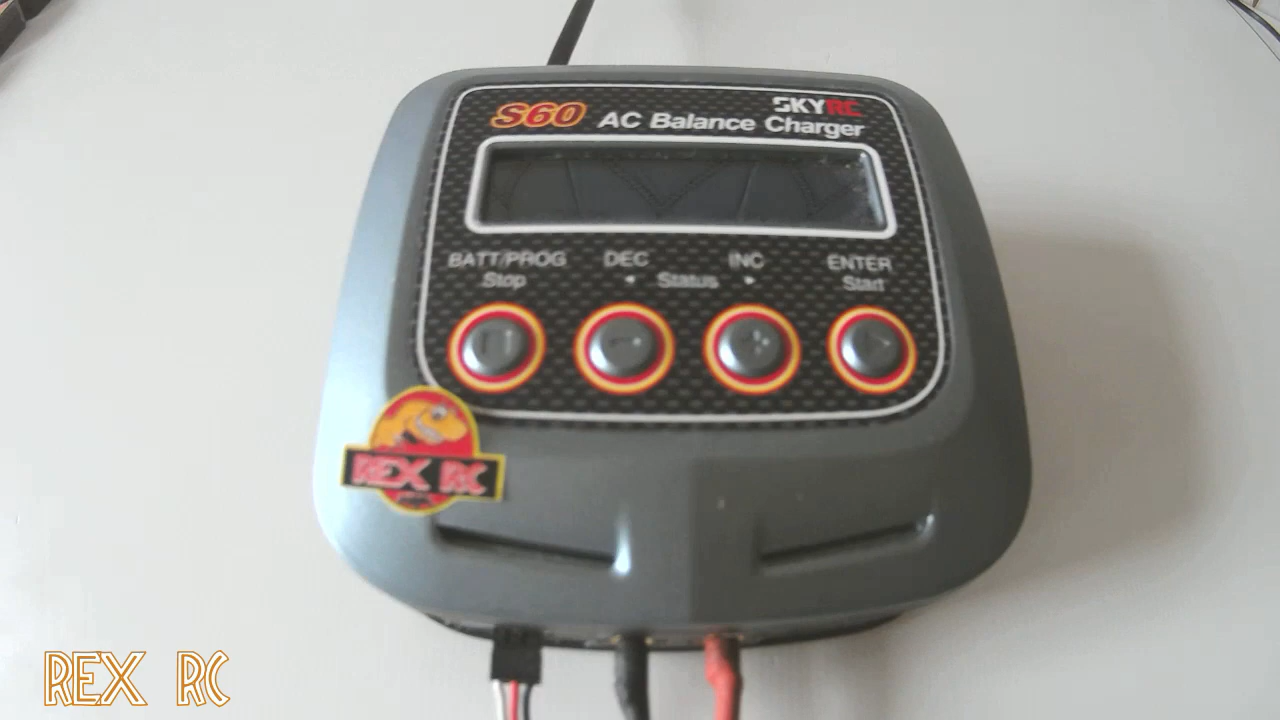 S60
SKYRC
AC Balance Charger
BATT/PROG DEC INC ENTER
Stop ◄ Status ► Start
REX RC
REX RC